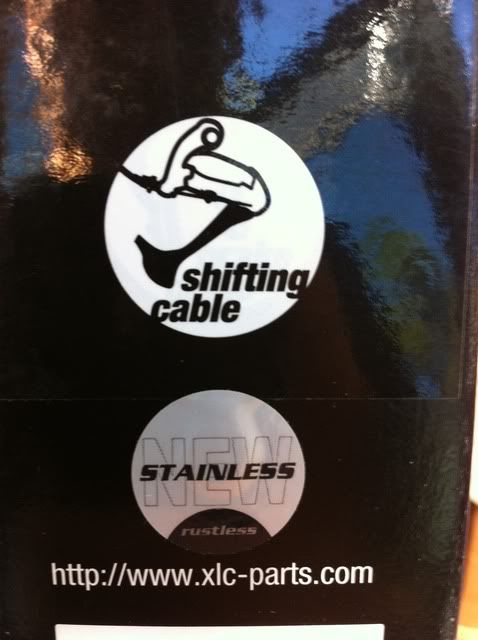 shifting
cable
NEW
STAINLESS
rustless
http://www.xlc-parts.com